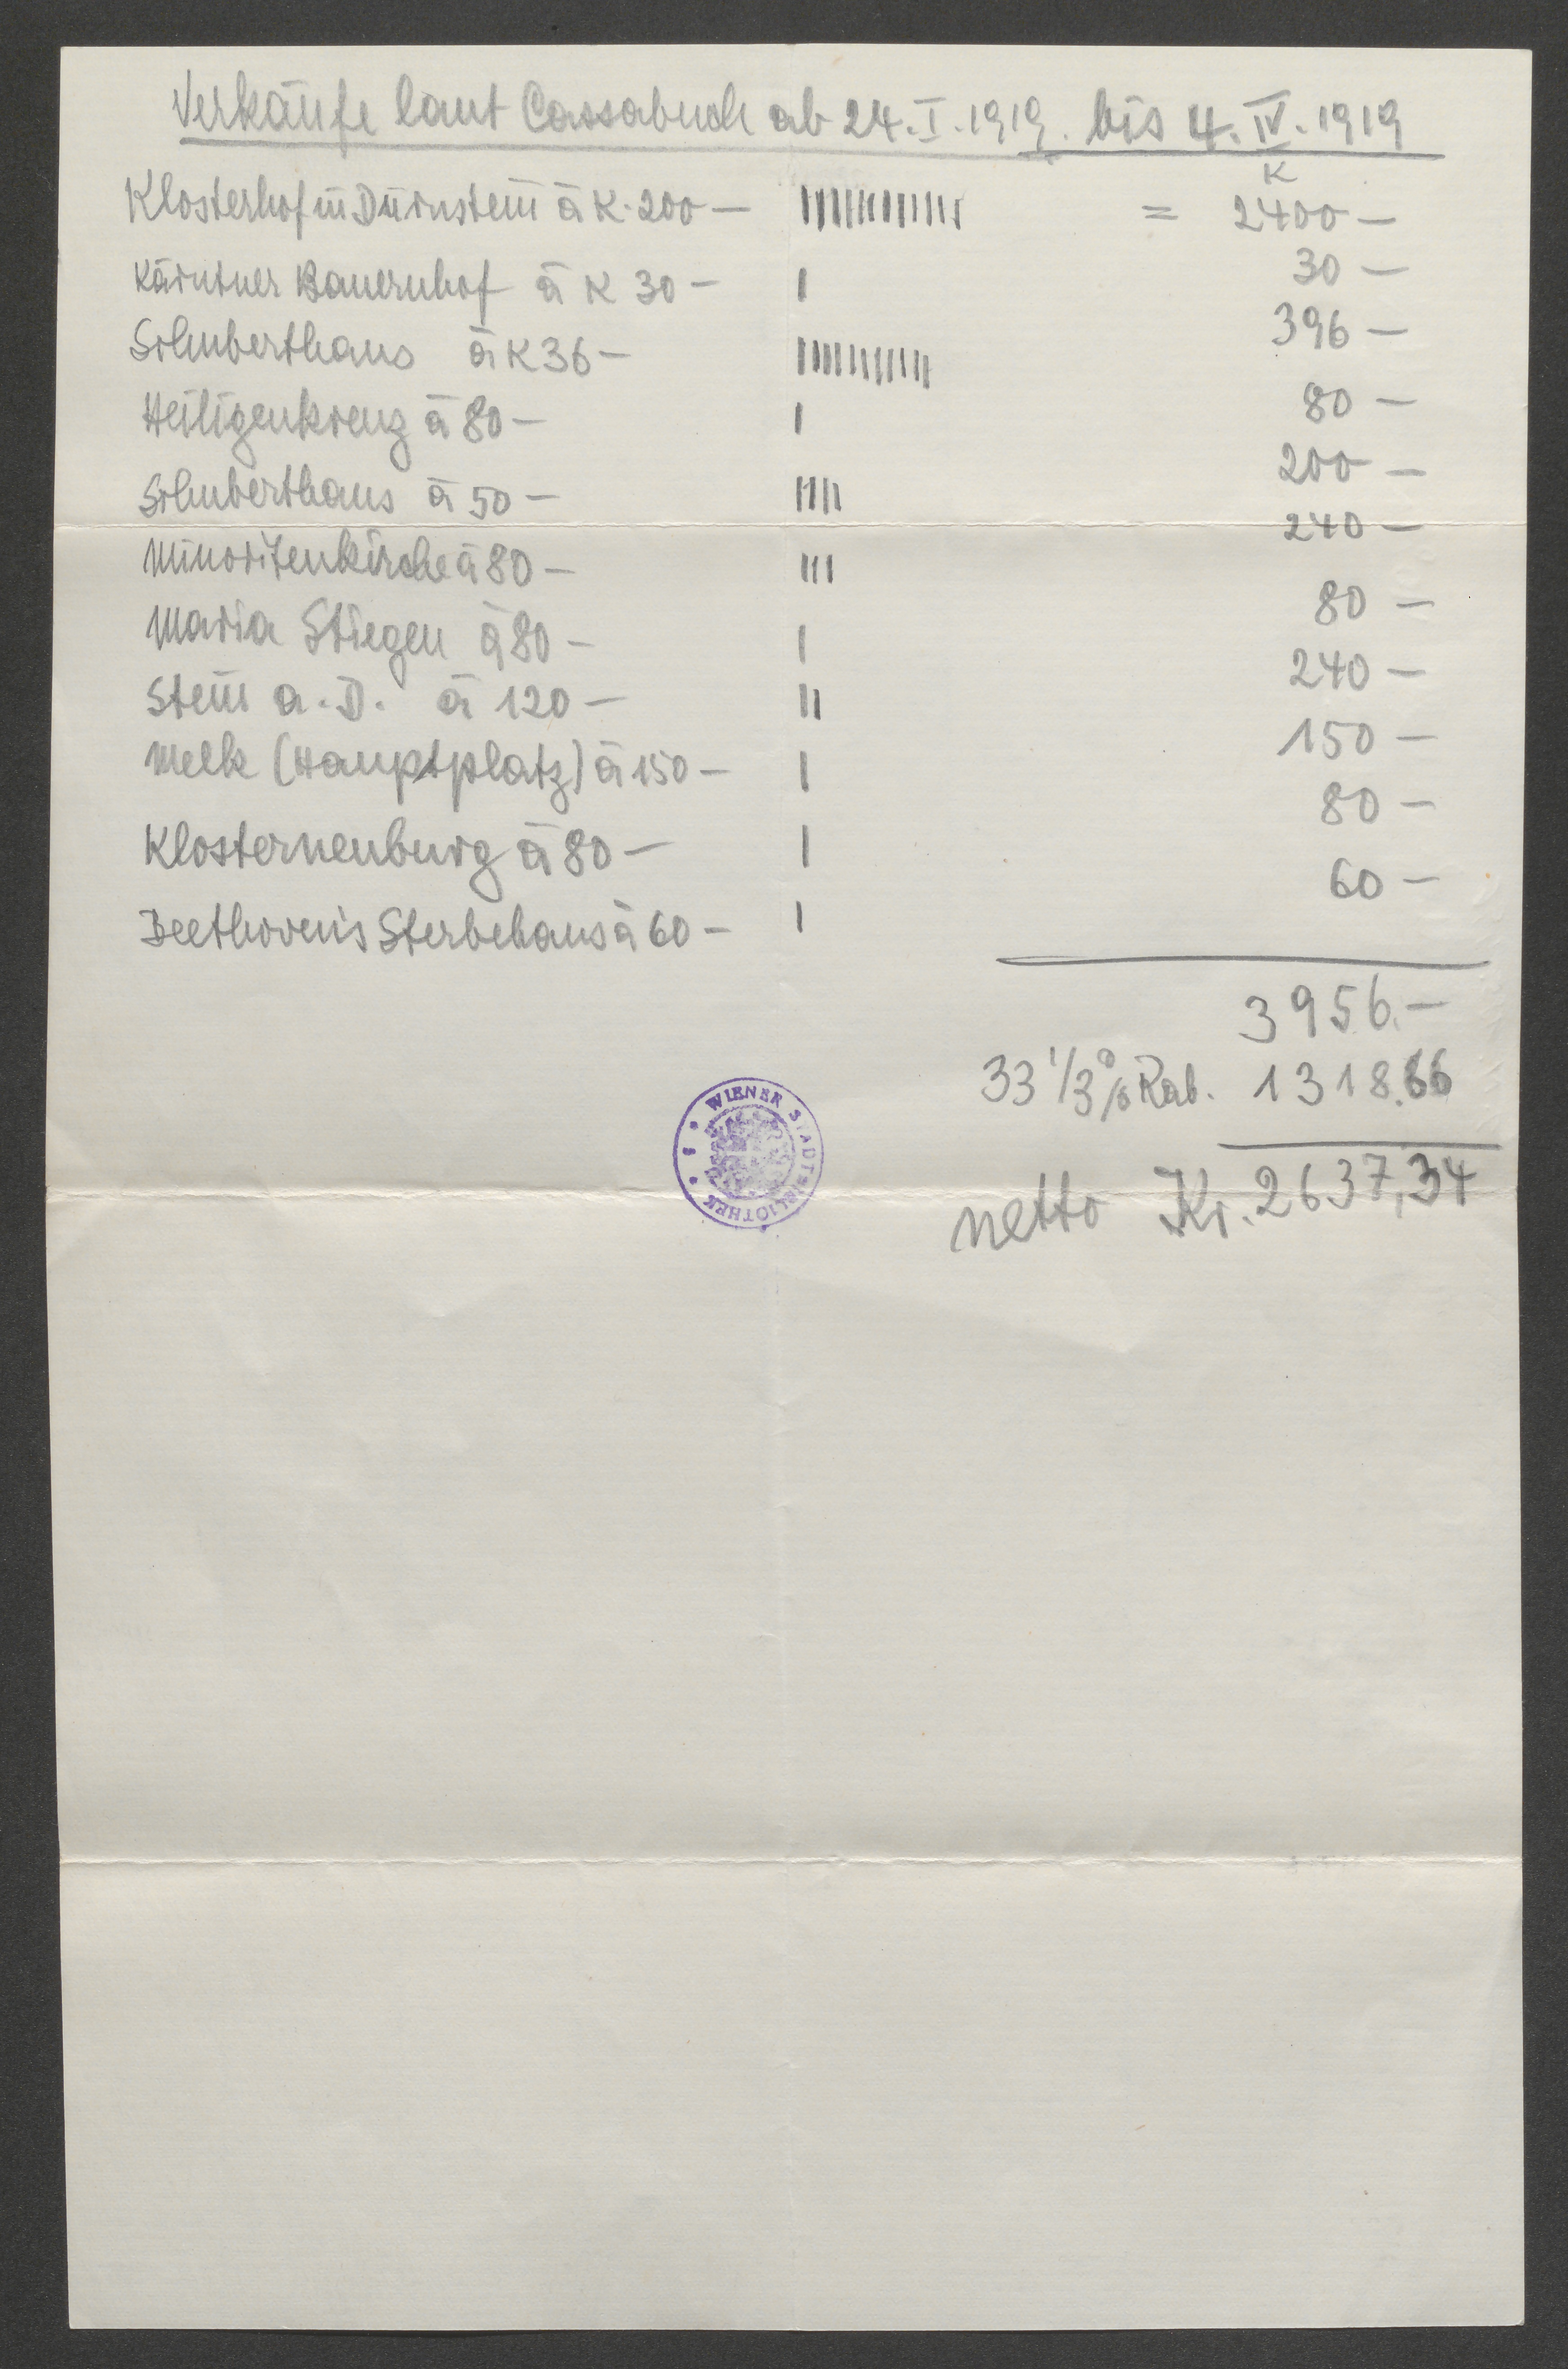 Verkäufe laut Cassabuch ab 24.I.1919. bis 4.IV.1919
K
Klosterhof in Dürnstein à K.200— |||||||||||| = 2400—
Kärntner Bauernhof à K 30— | 30—
Schuberthaus à K 36— ||||||||||| 396—
Heiligenkreuz à 80— | 80—
Schuberthaus à 50— |||| 200—
Minoritenkirche à 80— ||| 240—
Maria Stiegen à 80— | 80—
Stein a.D. à 120— || 240—
Melk (Hauptplatz) à 150— | 150—
Klosterneuburg à 80— | 80—
Beethoven's Sterbehaus à 60— | 60—
3956.—
33 1/3 % Rab. 1318.66
netto Kr. 2637,34
WIENER STADTBIBLIOTHEK